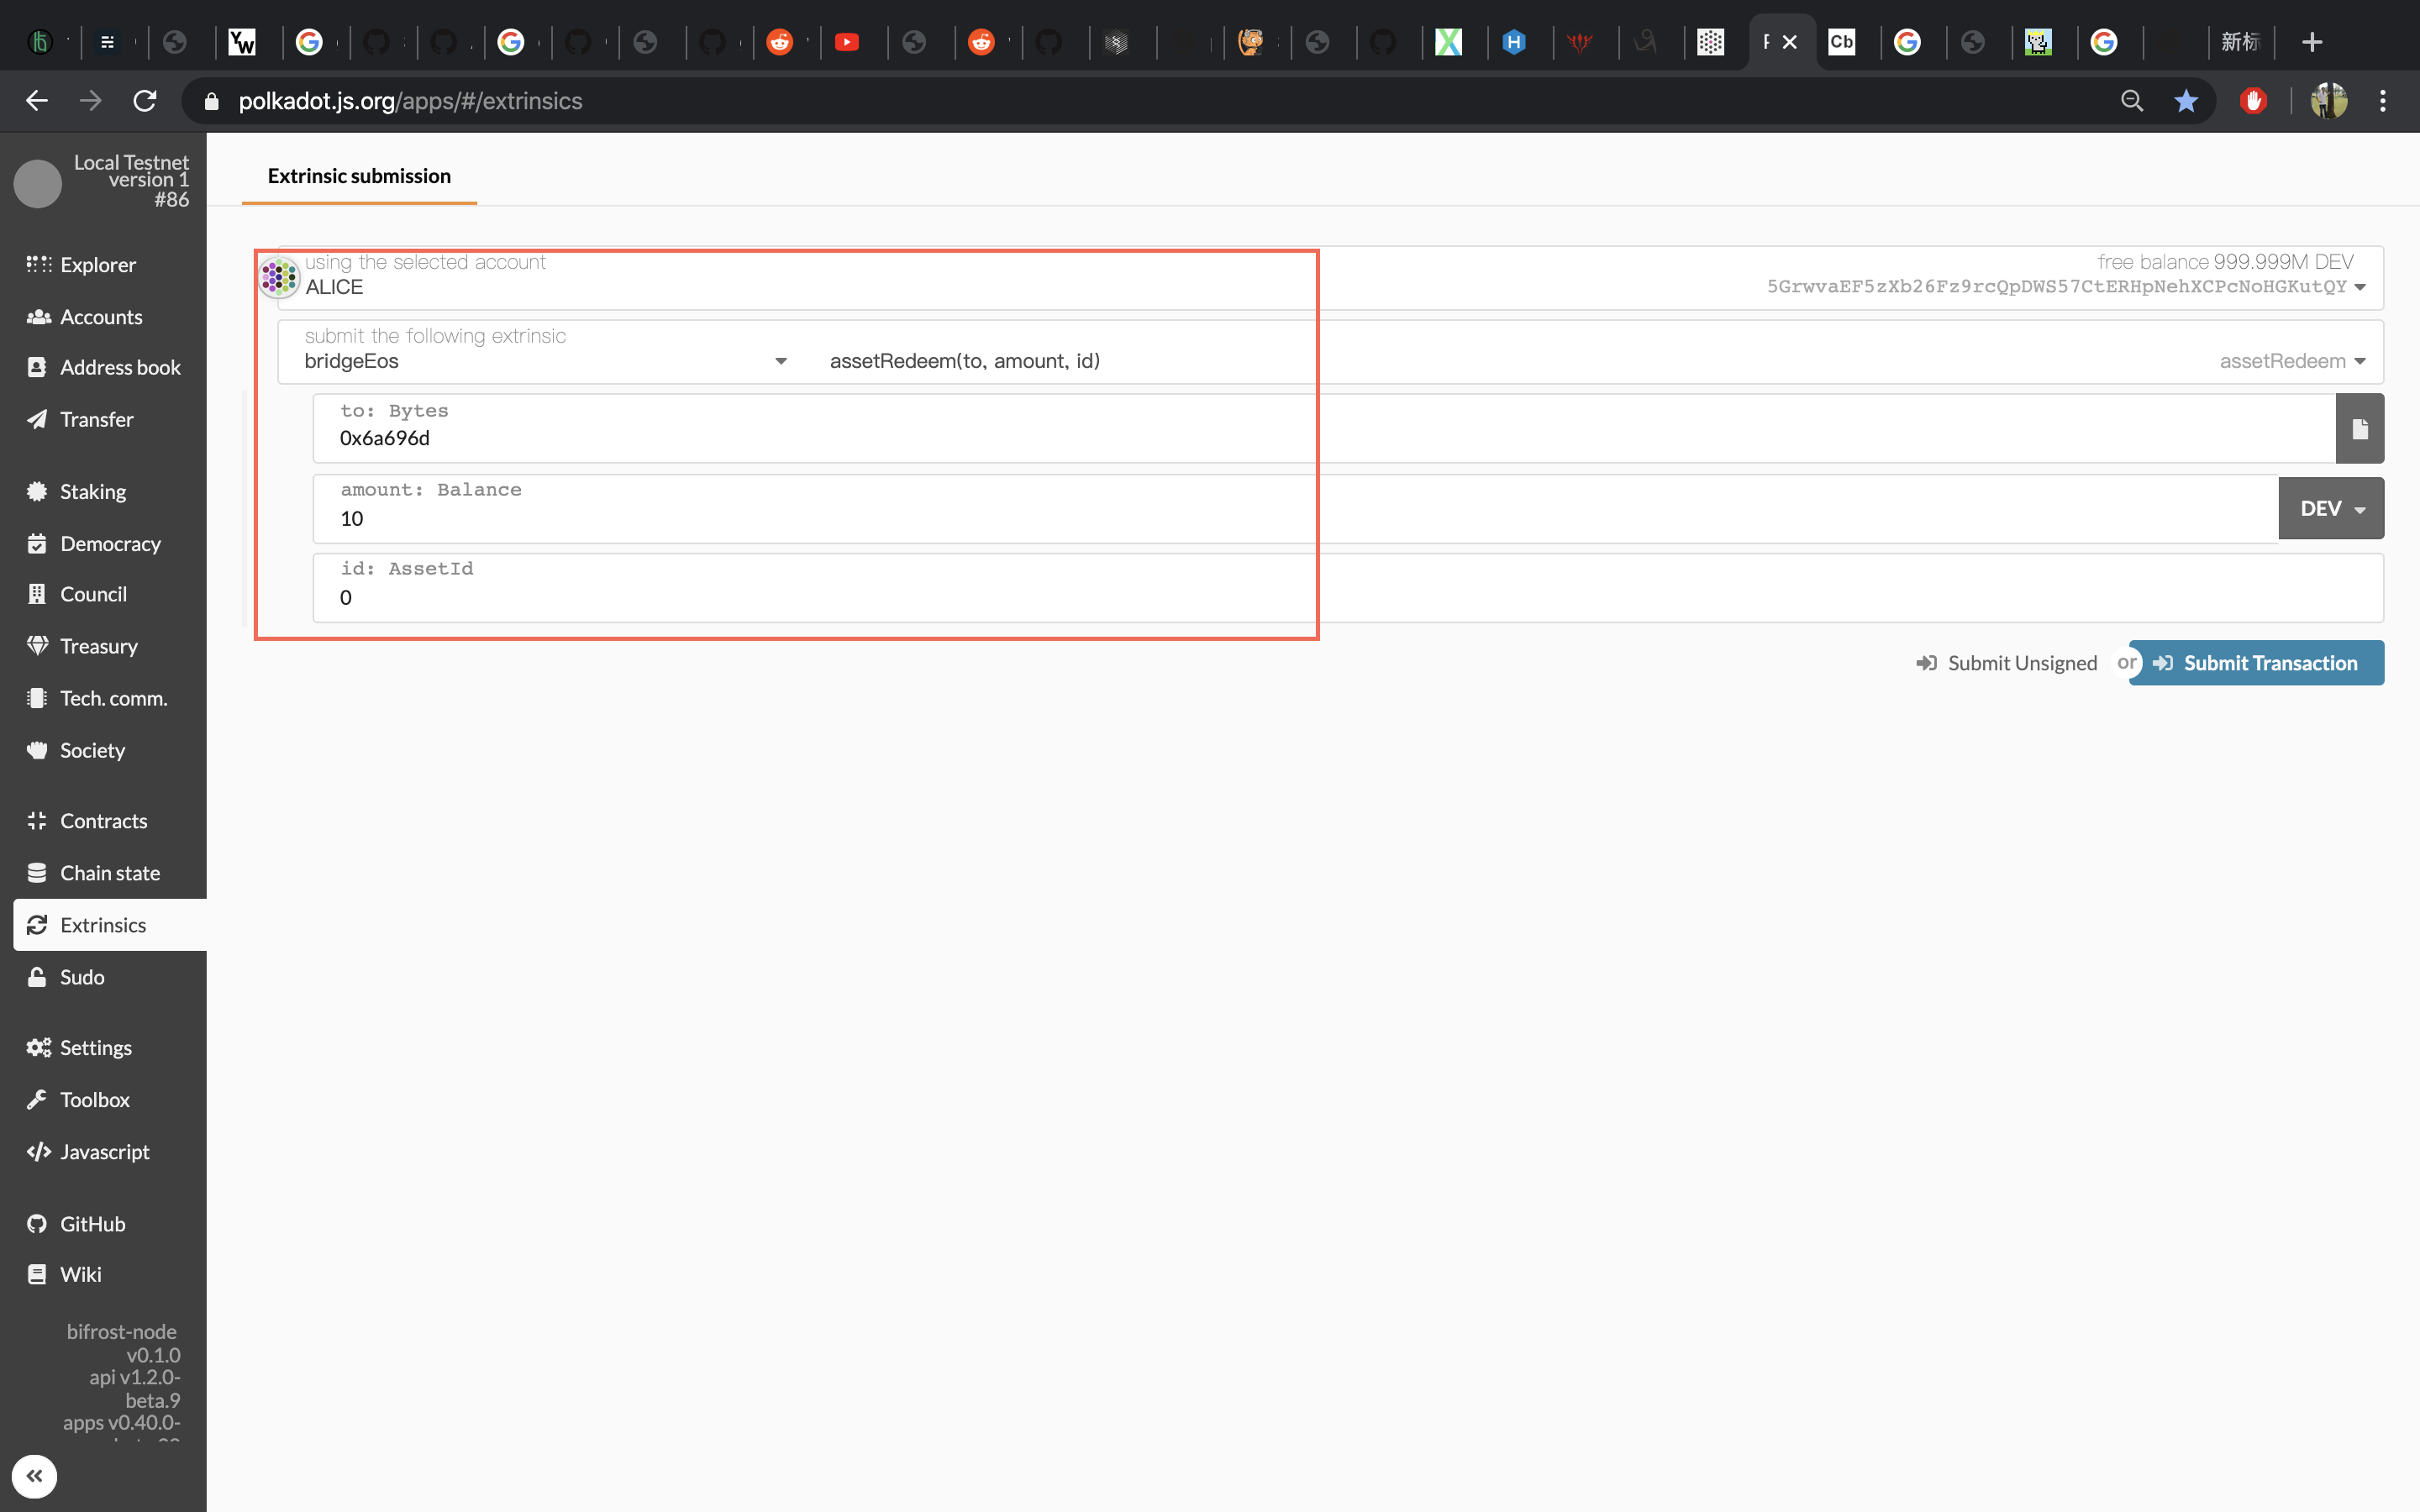 新标
polkadot.js.org/apps/#/extrinsics
Local Testnet
version 1
#86
Explorer
Accounts
Address book
Transfer
Staking
Democracy
Council
Treasury
Tech. comm.
Society
Contracts
Chain state
Extrinsics
Sudo
Settings
Toolbox
Javascript
GitHub
Wiki
bifrost-node
v0.1.0
api v1.2.0-
beta.9
apps v0.40.0-
Extrinsic submission
using the selected account
ALICE
free balance 999.999M DEV
5GrwvaEF5zXb26Fz9rcQpDWS57CtERHpNehXCPcNoHGKutQY
submit the following extrinsic
bridgeEos
assetRedeem(to, amount, id)
assetRedeem
to: Bytes
0x6a696d
amount: Balance
10
DEV
id: AssetId
0
Submit Unsigned
or
Submit Transaction